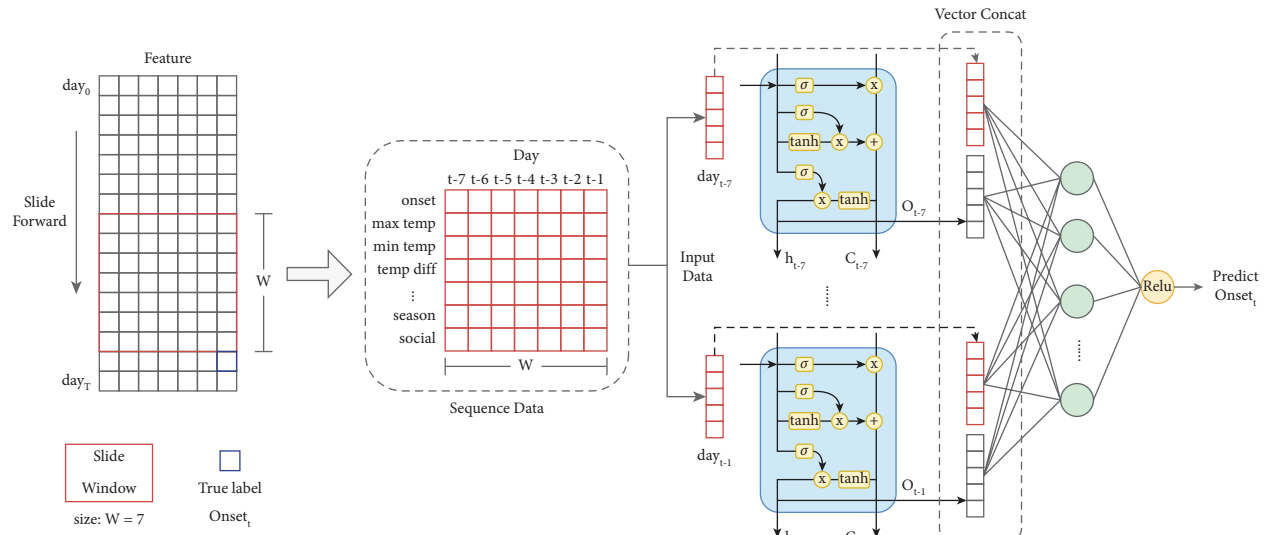 Vector Concat
Feature
day0
Slide
Forward
W
dayT
Slide
Window
size: W = 7
True label
Onsett
Day
t-7 t-6 t-5 t-4 t-3 t-2 t-1
onset
max temp
min temp
temp diff
⋮
season
social
W
Sequence Data
Input
Data
dayt-7
σ
x
σ
tanh
x
+
σ
x
tanh
Ot-7
ht-7
Ct-7
......
dayt-1
σ
x
σ
tanh
x
+
σ
x
tanh
Ot-1
......
Relu
Predict
Onsett